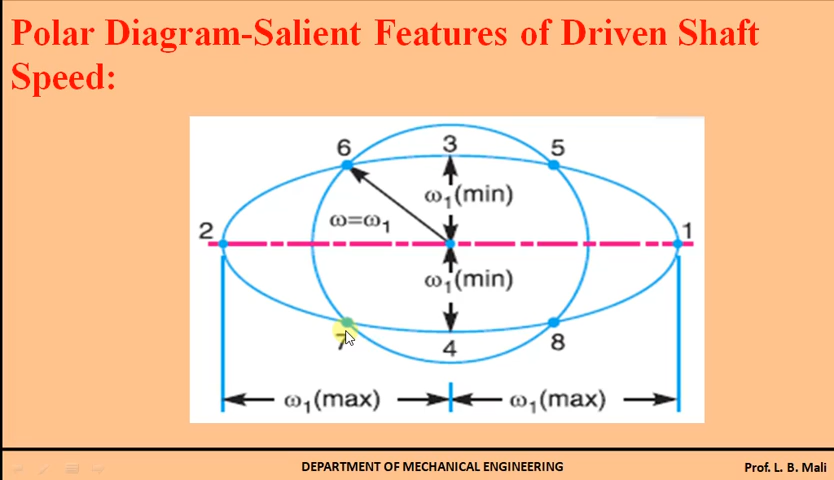 Polar Diagram-Salient Features of Driven Shaft
Speed:
6
3
5
ω₁(min)
2
ω=ω₁
1
ω₁(min)
7
4
8
ω₁(max)
ω₁(max)
DEPARTMENT OF MECHANICAL ENGINEERING
Prof. L. B. Mali